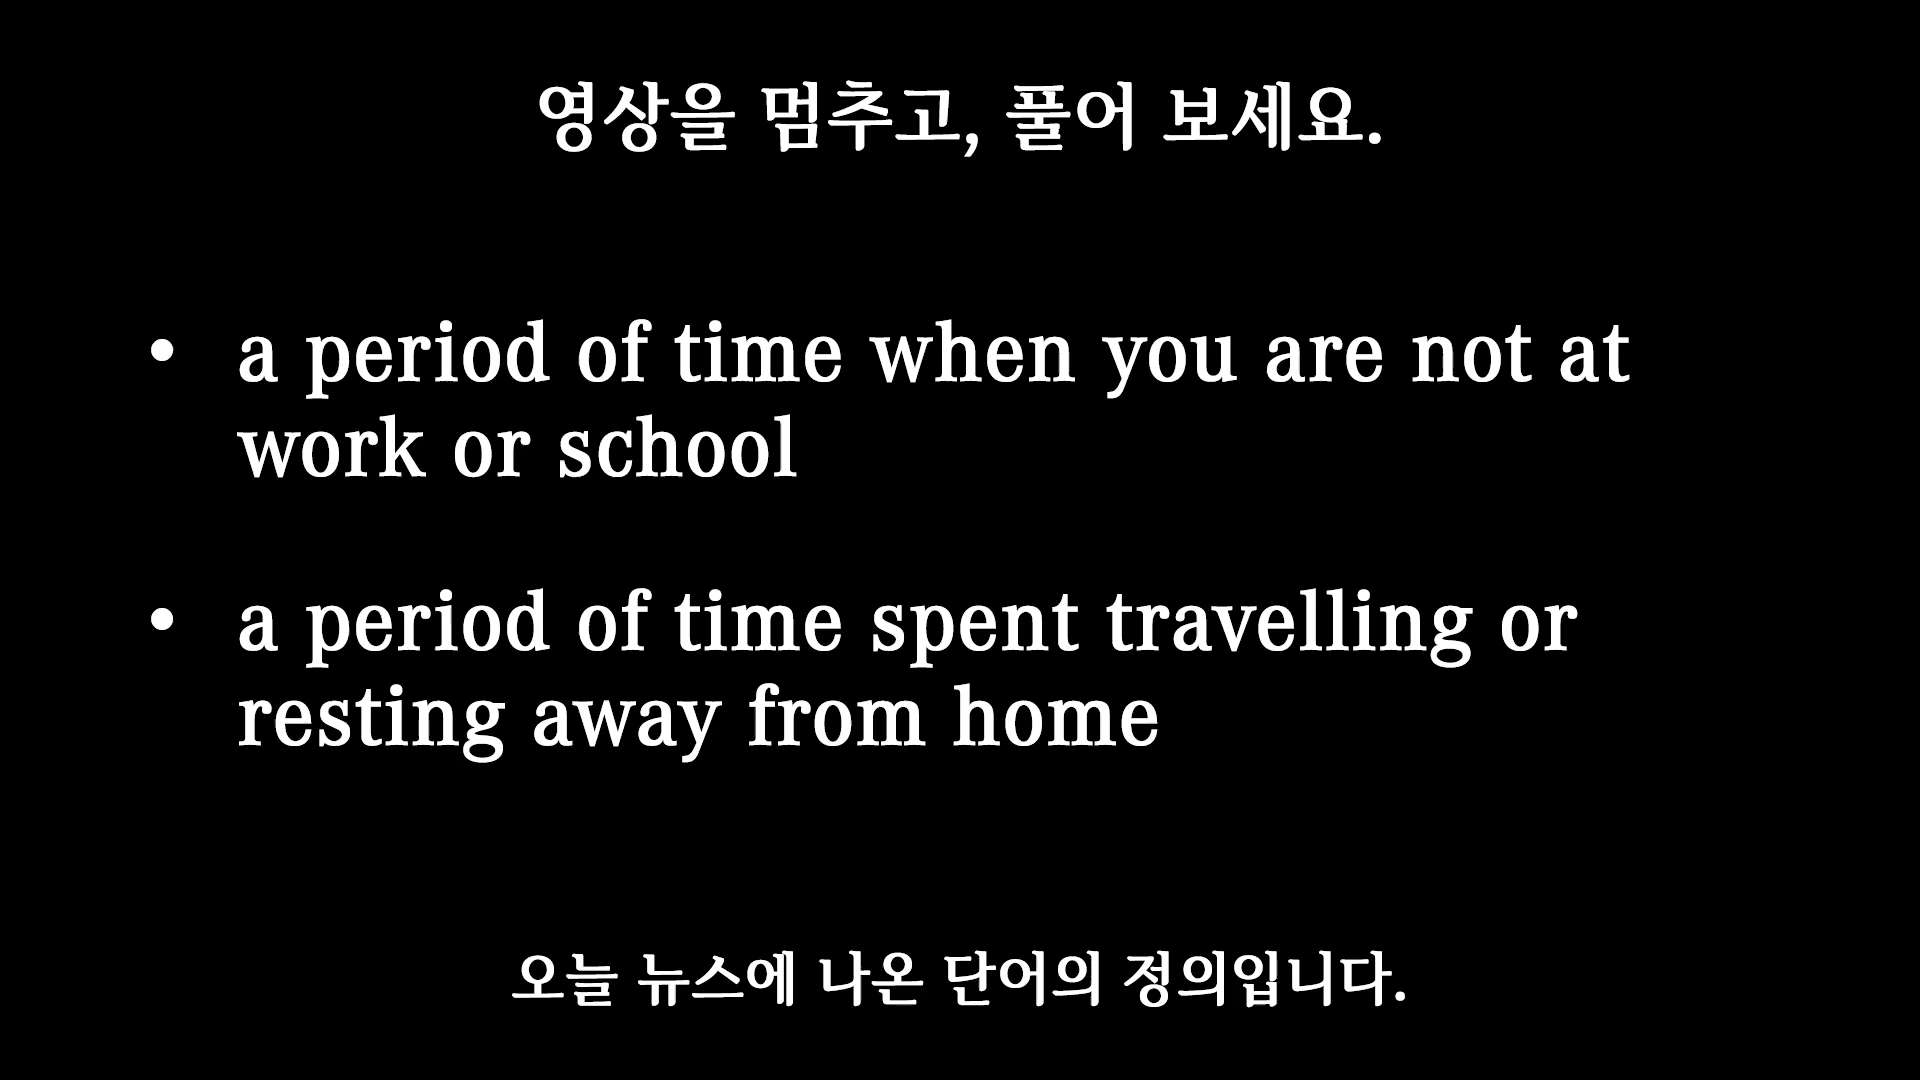 영상을 멈추고, 풀어 보세요.
• a period of time when you are not at
work or school
• a period of time spent travelling or
resting away from home
오늘 뉴스에 나온 단어의 정의입니다.